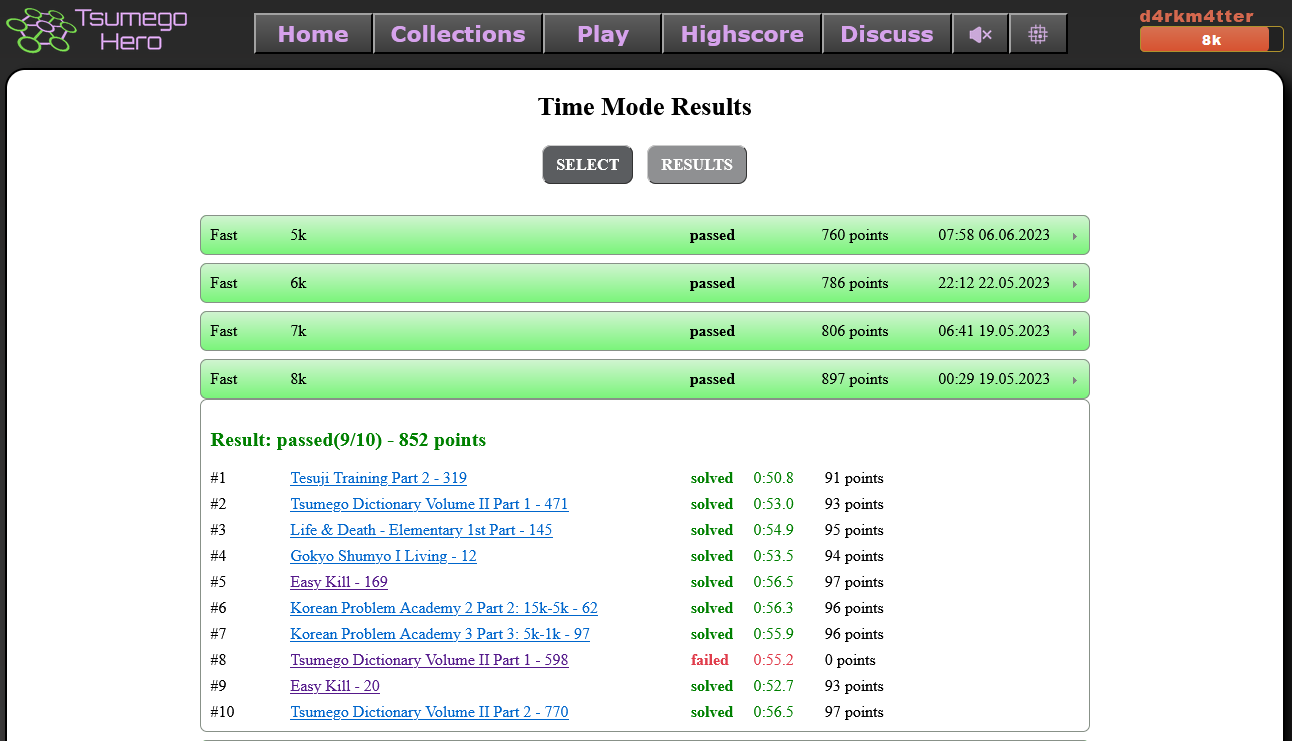 Tsumego
Hero
Home Collections Play Highscore Discuss
d4rkm4tter
8k
Time Mode Results
SELECT RESULTS
Fast 5k passed 760 points 07:58 06.06.2023
Fast 6k passed 786 points 22:12 22.05.2023
Fast 7k passed 806 points 06:41 19.05.2023
Fast 8k passed 897 points 00:29 19.05.2023
Result: passed(9/10) - 852 points
#1 Tesuji Training Part 2 - 319 solved 0:50.8 91 points
#2 Tsumego Dictionary Volume II Part 1 - 471 solved 0:53.0 93 points
#3 Life & Death - Elementary 1st Part - 145 solved 0:54.9 95 points
#4 Gokyo Shumyo I Living - 12 solved 0:53.5 94 points
#5 Easy Kill - 169 solved 0:56.5 97 points
#6 Korean Problem Academy 2 Part 2: 15k-5k - 62 solved 0:56.3 96 points
#7 Korean Problem Academy 3 Part 3: 5k-1k - 97 solved 0:55.9 96 points
#8 Tsumego Dictionary Volume II Part 1 - 598 failed 0:55.2 0 points
#9 Easy Kill - 20 solved 0:52.7 93 points
#10 Tsumego Dictionary Volume II Part 2 - 770 solved 0:56.5 97 points